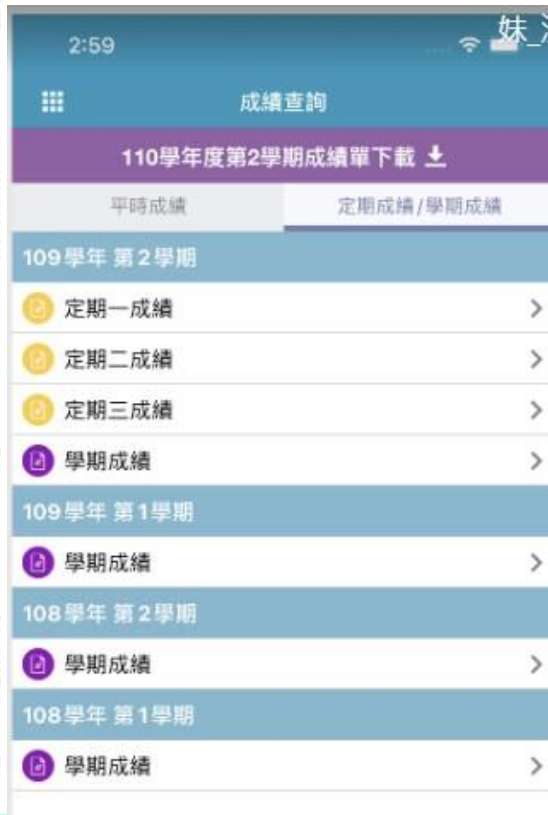 2:59
妹_
成績查詢
110學年度第2學期成績單下載
平時成績
定期成績/學期成績
109學年 第2學期
定期一成績
定期二成績
定期三成績
學期成績
109學年 第1學期
學期成績
108學年 第2學期
學期成績
108學年 第1學期
學期成績